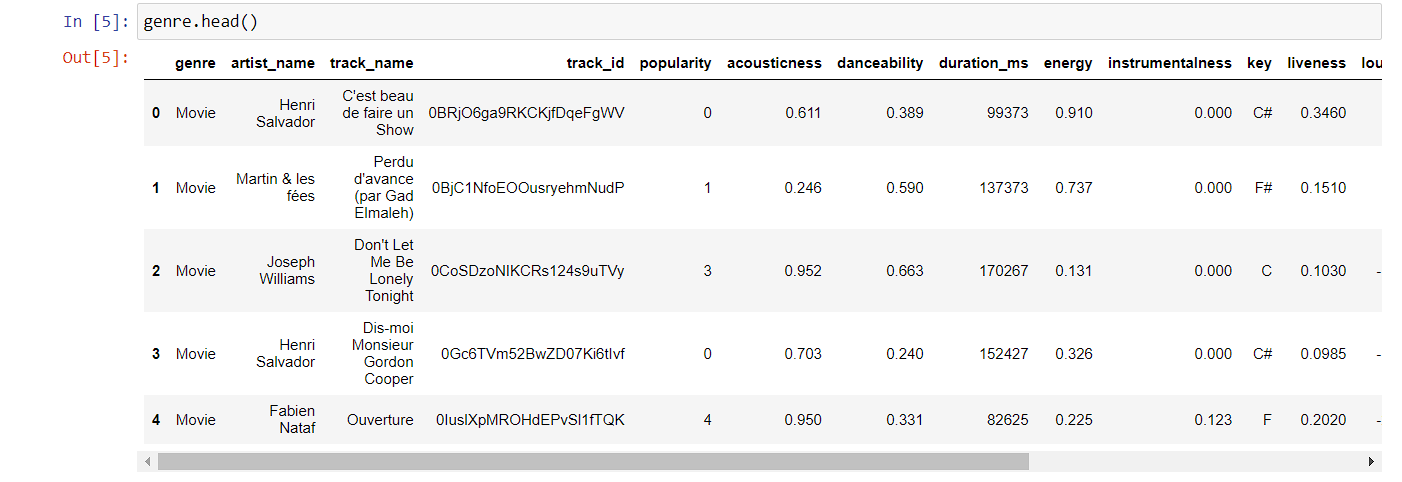 In [5]: genre.head()
Out[5]:
genre artist_name track_name track_id popularity acousticness danceability duration_ms energy instrumentalness key liveness lou
0 Movie Henri Salvador C'est beau de faire un Show 0BRjO6ga9RKCKjfDqeFgWV 0 0.611 0.389 99373 0.910 0.000 C# 0.3460
1 Movie Martin & les fées Perdu d'avance (par Gad Elmaleh) 0BjC1NfoEOOusryehmNudP 1 0.246 0.590 137373 0.737 0.000 F# 0.1510
2 Movie Joseph Williams Don't Let Me Be Lonely Tonight 0CoSDzoNIKCRs124s9uTVy 3 0.952 0.663 170267 0.131 0.000 C 0.1030 -
3 Movie Henri Salvador Dis-moi Monsieur Gordon Cooper 0Gc6TVm52BwZD07Ki6tIvf 0 0.703 0.240 152427 0.326 0.000 C# 0.0985 -
4 Movie Fabien Nataf Ouverture 0IuslXpMROHdEPvSl1fTQK 4 0.950 0.331 82625 0.225 0.123 F 0.2020 -